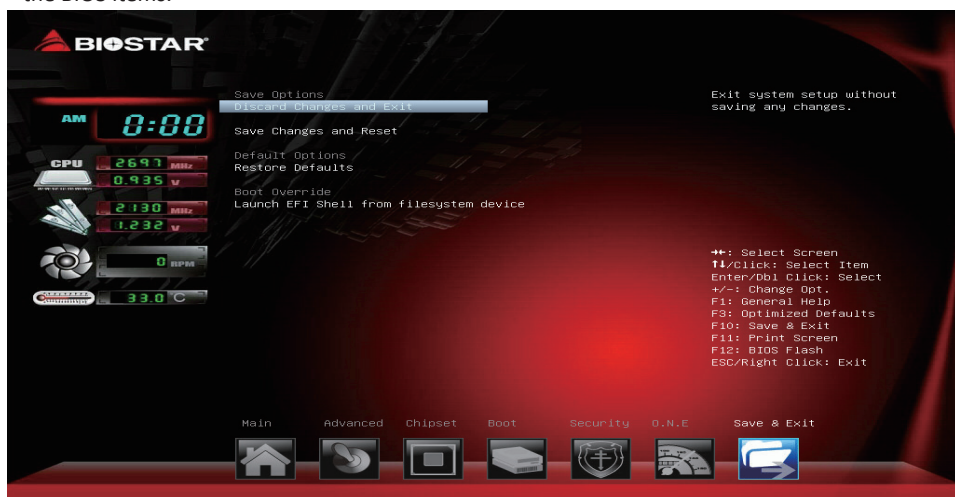 the BIOS items.
BIOSTAR
Save Options
Discard Changes and Exit
Save Changes and Reset
Default Options
Restore Defaults
Boot Override
Launch EFI Shell from filesystem device
Exit system setup without
saving any changes.
AM 0:00
CPU 2697 MHz
0.935 V
2130 MHz
1.232 V
0 RPM
33.0 C
→←: Select Screen
↑↓/Click: Select Item
Enter/Dbl Click: Select
+/-: Change Opt.
F1: General Help
F3: Optimized Defaults
F10: Save & Exit
F11: Print Screen
F12: BIOS Flash
ESC/Right Click: Exit
Main Advanced Chipset Boot Security O.N.E Save & Exit